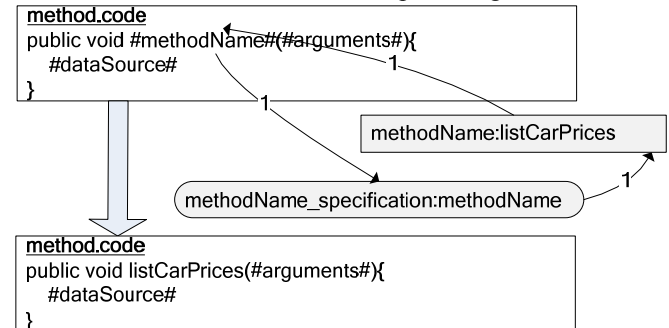 method.code
public void #methodName#(#arguments#){
#dataSource#
}
1
1
methodName:listCarPrices
1
methodName_specification:methodName
method.code
public void listCarPrices(#arguments#){
#dataSource#
}